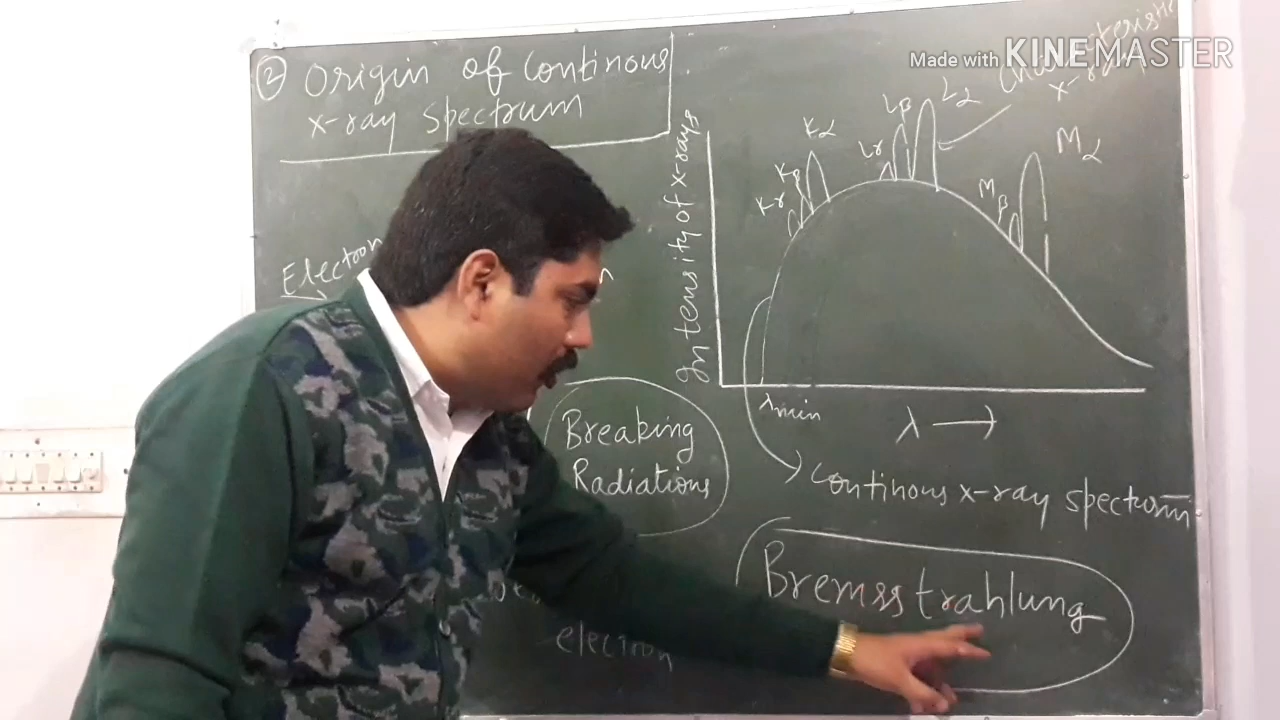 ② Origin of Continous
x-ray spectrum
Electron
Breaking
Radiations
electron
Intensity of x-rays
Kγ
Kβ
Kα
Lγ
Lβ
Lα
Mβ
Mα
x-ray
λmin
λ →
Continous x-ray spectrum
Bremsstrahlung
Made with KINEMASTER